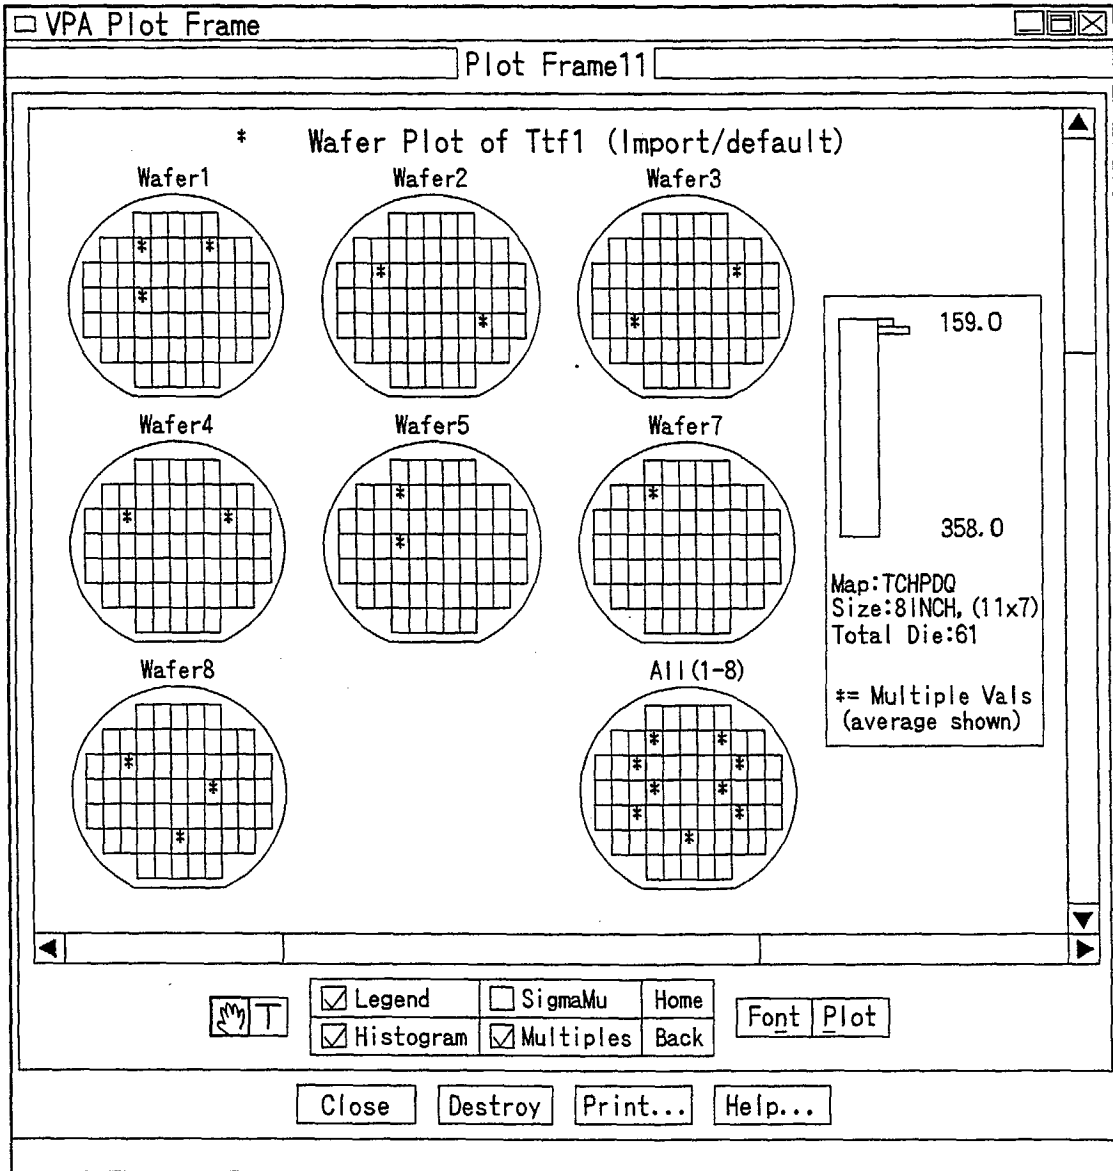 VPA Plot Frame
Plot Frame11
* Wafer Plot of Ttf1 (Import/default)
Wafer1 Wafer2 Wafer3
159.0
358.0
Wafer4 Wafer5 Wafer7
Map:TCHPDQ
Size:8INCH, (11x7)
Total Die:61
Wafer8 All(1-8)
*= Multiple Vals
(average shown)
T
Legend SigmaMu Home
Histogram Multiples Back
Font Plot
Close Destroy Print... Help...